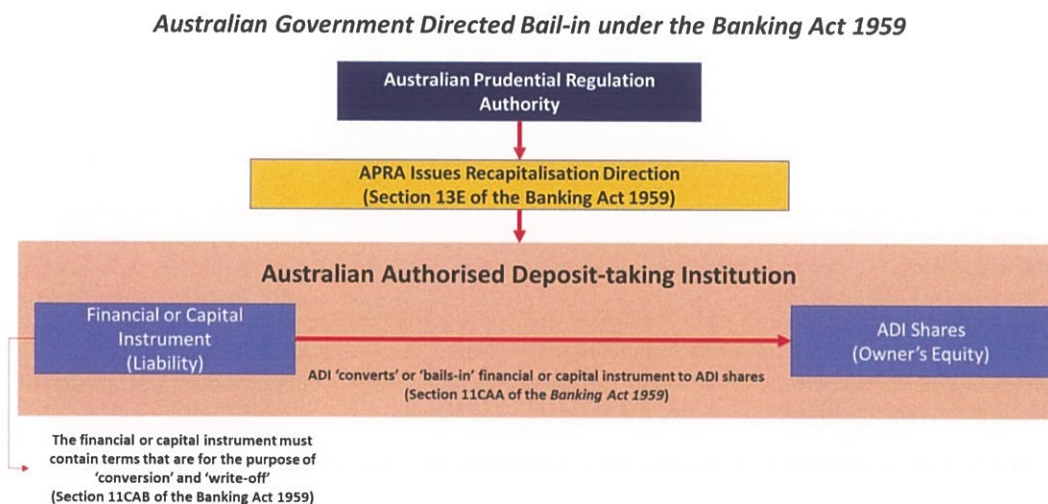 Australian Government Directed Bail-in under the Banking Act 1959
Australian Prudential Regulation
Authority
APRA Issues Recapitalisation Direction
(Section 13E of the Banking Act 1959)
Australian Authorised Deposit-taking Institution
Financial or Capital
Instrument
(Liability)
ADI Shares
(Owner's Equity)
ADI 'converts' or 'bails-in' financial or capital instrument to ADI shares
(Section 11CAA of the Banking Act 1959)
The financial or capital instrument must
contain terms that are for the purpose of
'conversion' and 'write-off'
(Section 11CAB of the Banking Act 1959)